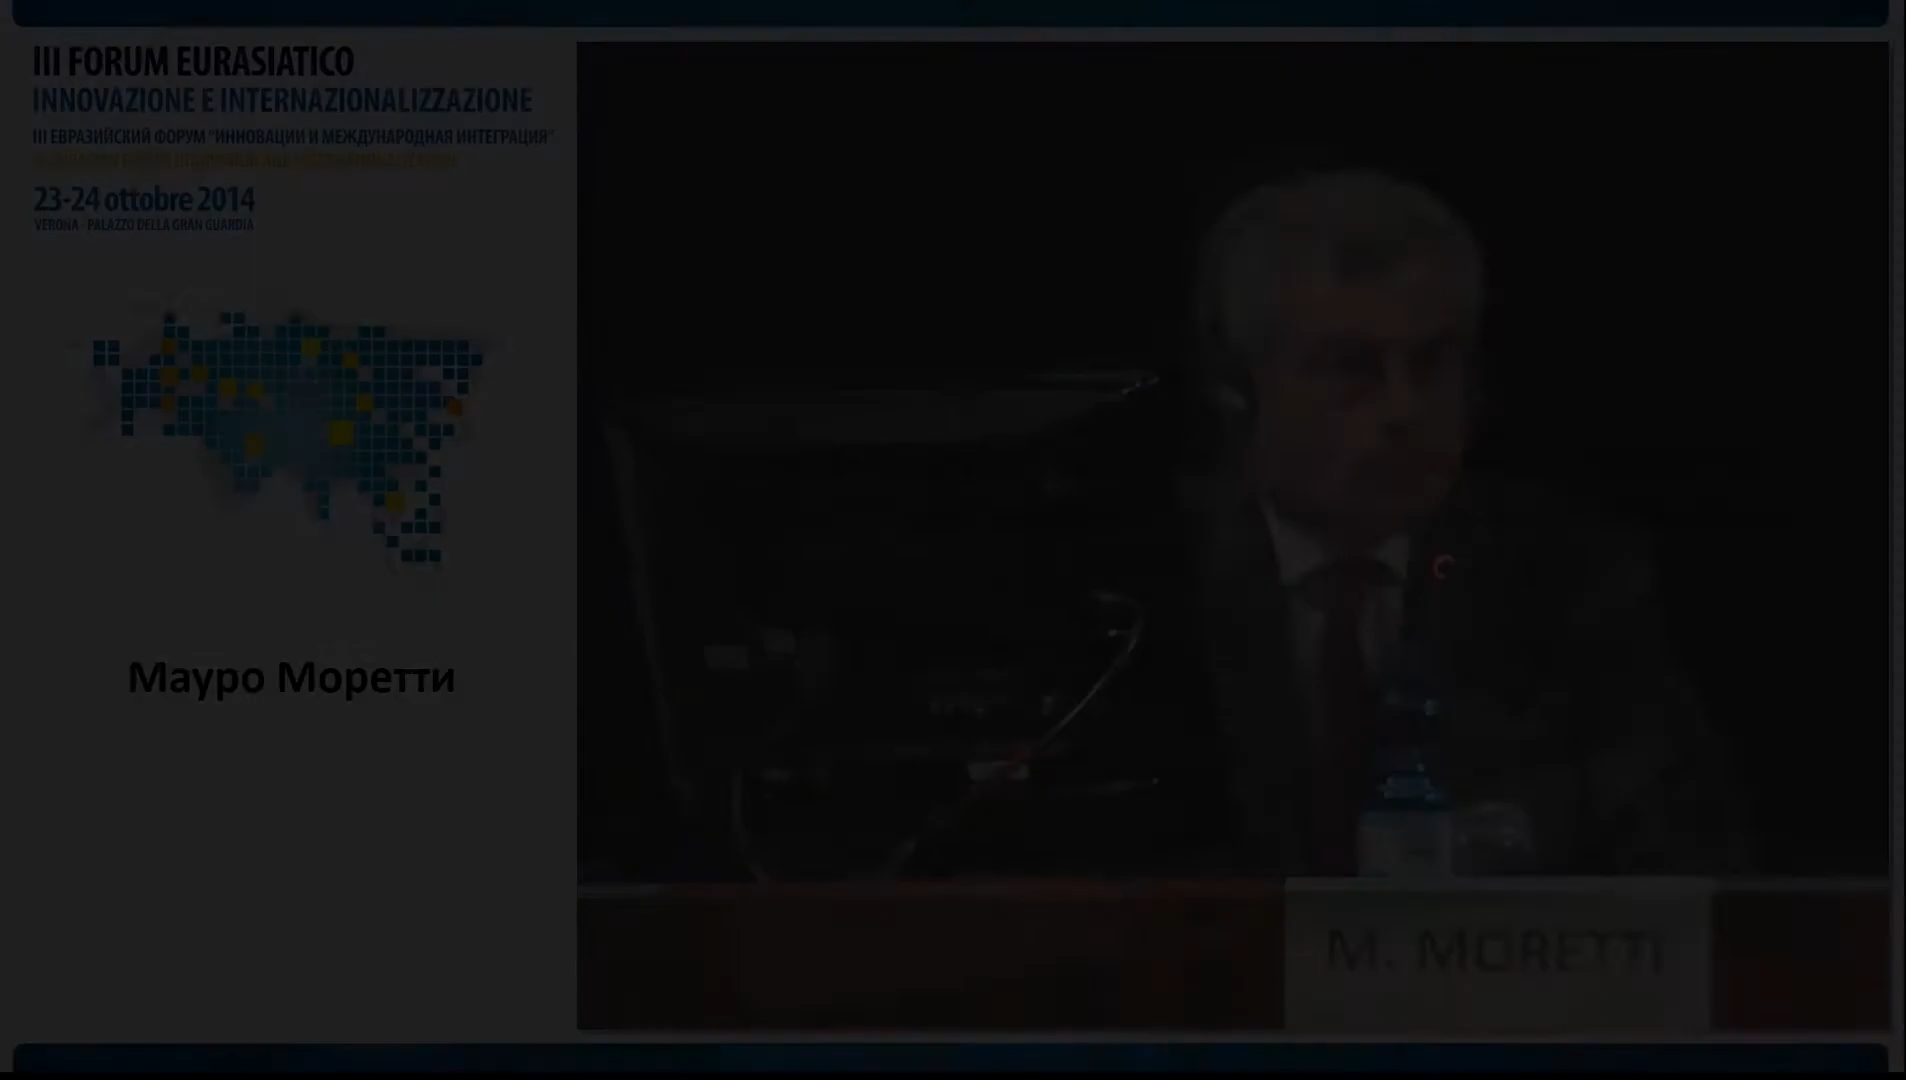 III FORUM EURASIATICO
INNOVAZIONE E INTERNAZIONALIZZAZIONE
III ЕВРАЗИЙСКИЙ ФОРУМ "ИННОВАЦИИ И МЕЖДУНАРОДНАЯ ИНТЕГРАЦИЯ"
23-24 ottobre 2014
VERONA - PALAZZO DELLA GRAN GUARDIA
Мауро Моретти
M. MORETTI